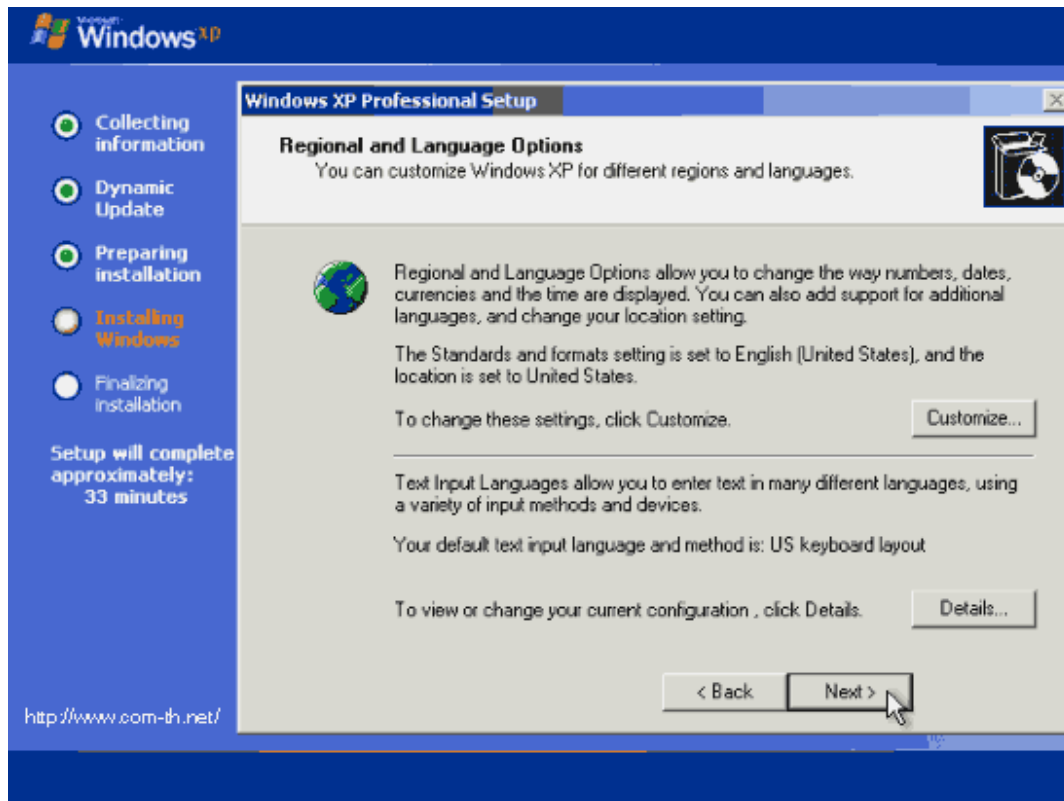 Microsoft
Windows xp
Collecting
information
Dynamic
Update
Preparing
installation
Installing
Windows
Finalizing
installation
Setup will complete
approximately:
33 minutes
http://www.com-th.net/
Windows XP Professional Setup
Regional and Language Options
You can customize Windows XP for different regions and languages.
Regional and Language Options allow you to change the way numbers, dates,
currencies and the time are displayed. You can also add support for additional
languages, and change your location setting.
The Standards and formats setting is set to English (United States), and the
location is set to United States.
To change these settings, click Customize.
Customize...
Text Input Languages allow you to enter text in many different languages, using
a variety of input methods and devices.
Your default text input language and method is: US keyboard layout
To view or change your current configuration , click Details.
Details...
< Back
Next >